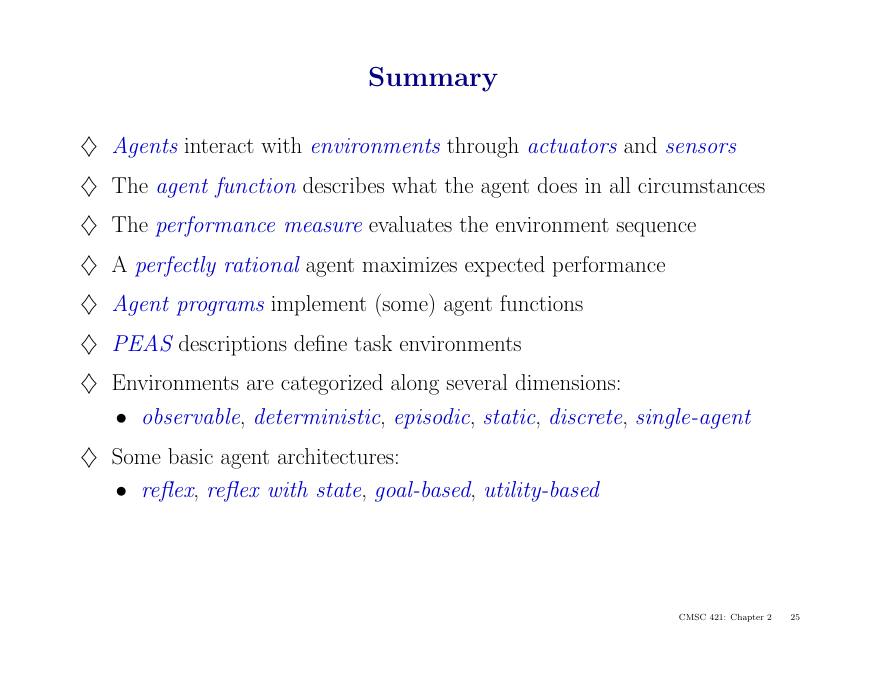 Summary
♢ Agents interact with environments through actuators and sensors
♢ The agent function describes what the agent does in all circumstances
♢ The performance measure evaluates the environment sequence
♢ A perfectly rational agent maximizes expected performance
♢ Agent programs implement (some) agent functions
♢ PEAS descriptions define task environments
♢ Environments are categorized along several dimensions:
• observable, deterministic, episodic, static, discrete, single-agent
♢ Some basic agent architectures:
• reflex, reflex with state, goal-based, utility-based
CMSC 421: Chapter 2 25